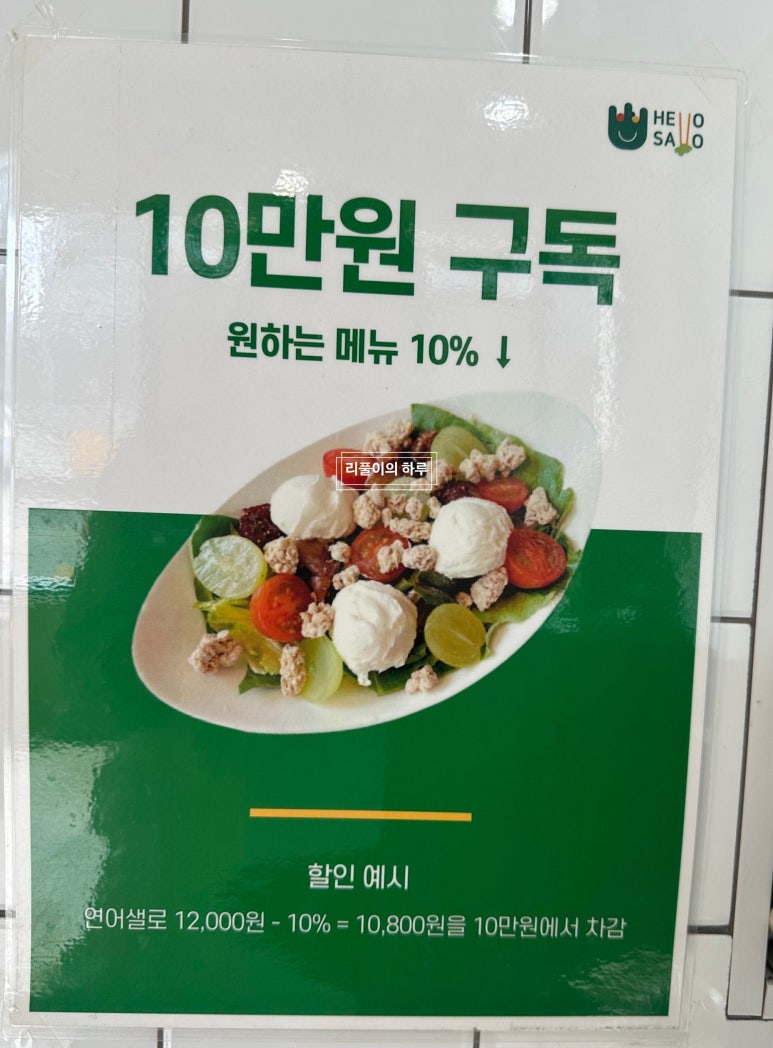 HELLO
SALLO
10만원 구독
원하는 메뉴 10% ↓
리풀이의 하루
할인 예시
연어샐로 12,000원 - 10% = 10,800원을 10만원에서 차감